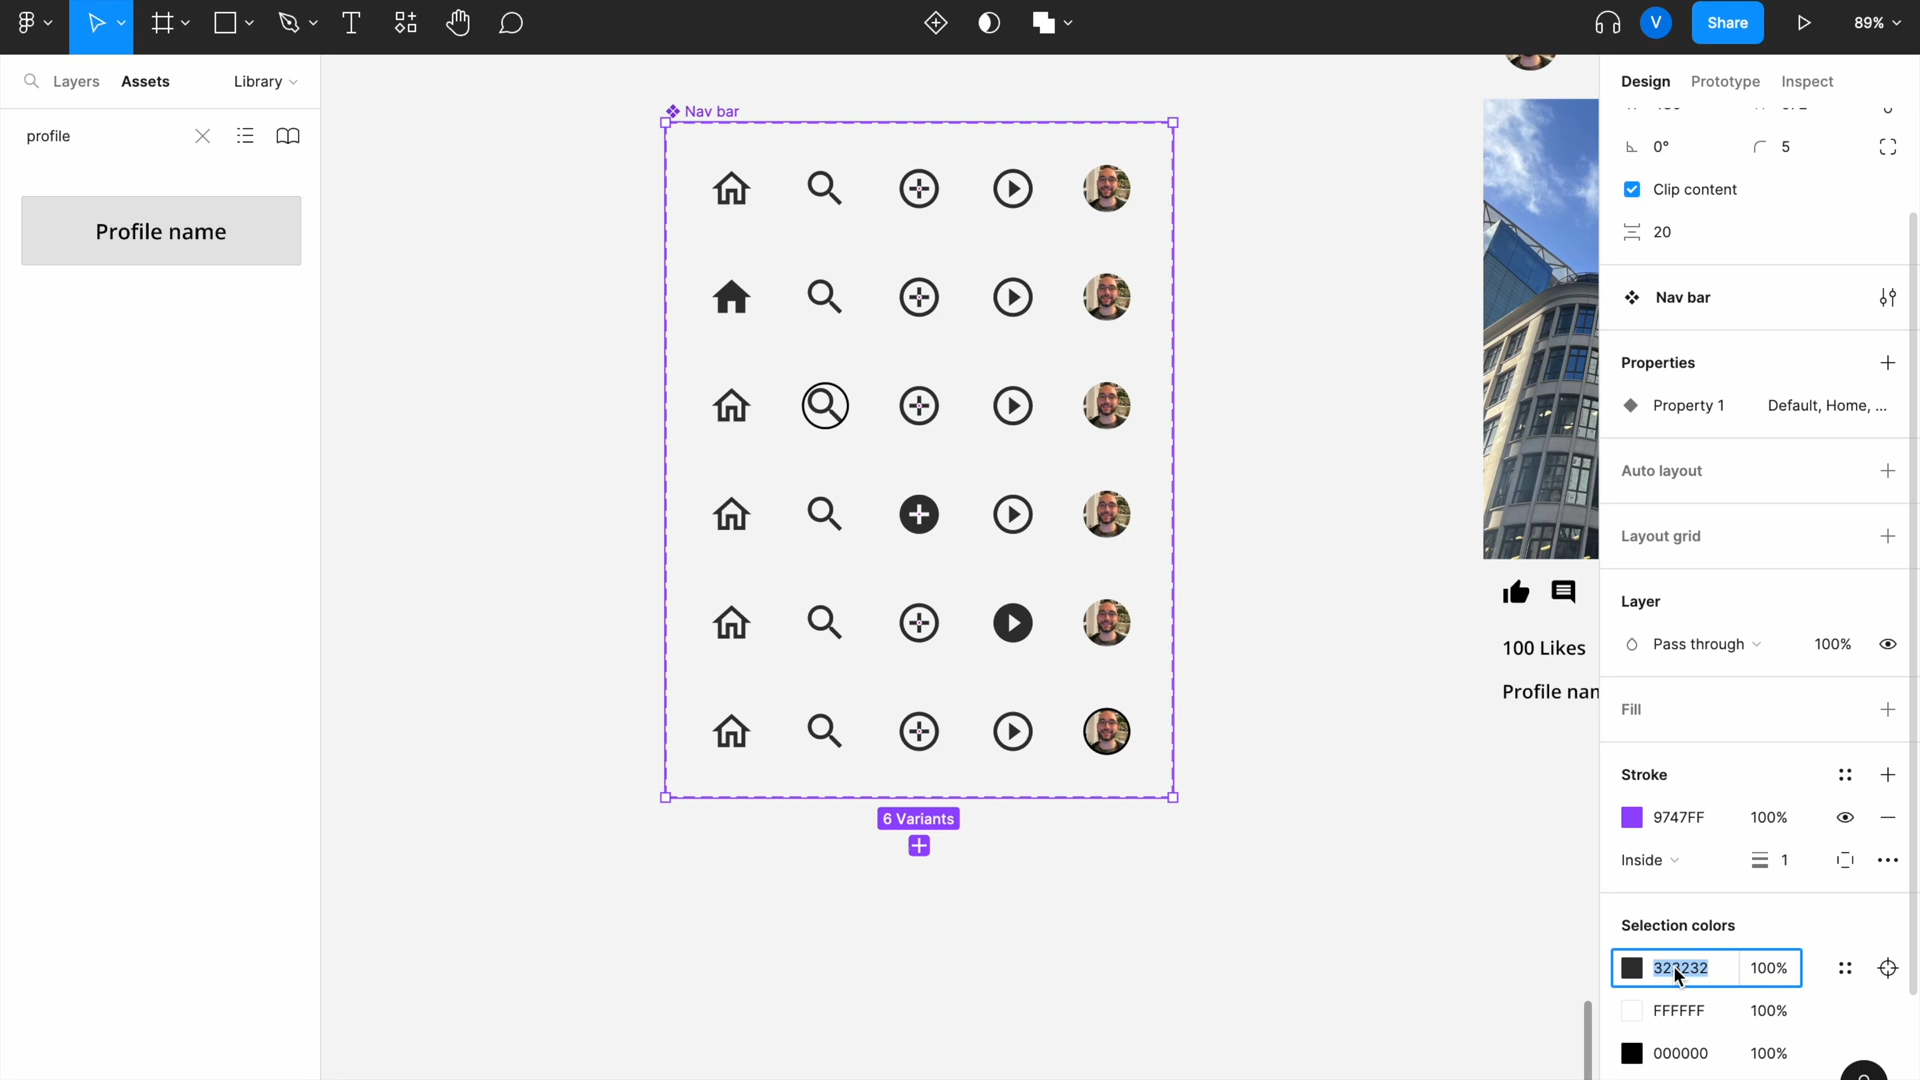 V
Share
89%
Layers
Assets
Library
profile
Profile name
Nav bar
6 Variants
100 Likes
Profile nan
Design
Prototype
Inspect
0°
5
Clip content
20
Nav bar
Properties
Property 1
Default, Home, ...
Auto layout
Layout grid
Layer
Pass through
100%
Fill
Stroke
9747FF
100%
Inside
1
Selection colors
323232
100%
FFFFFF
100%
000000
100%